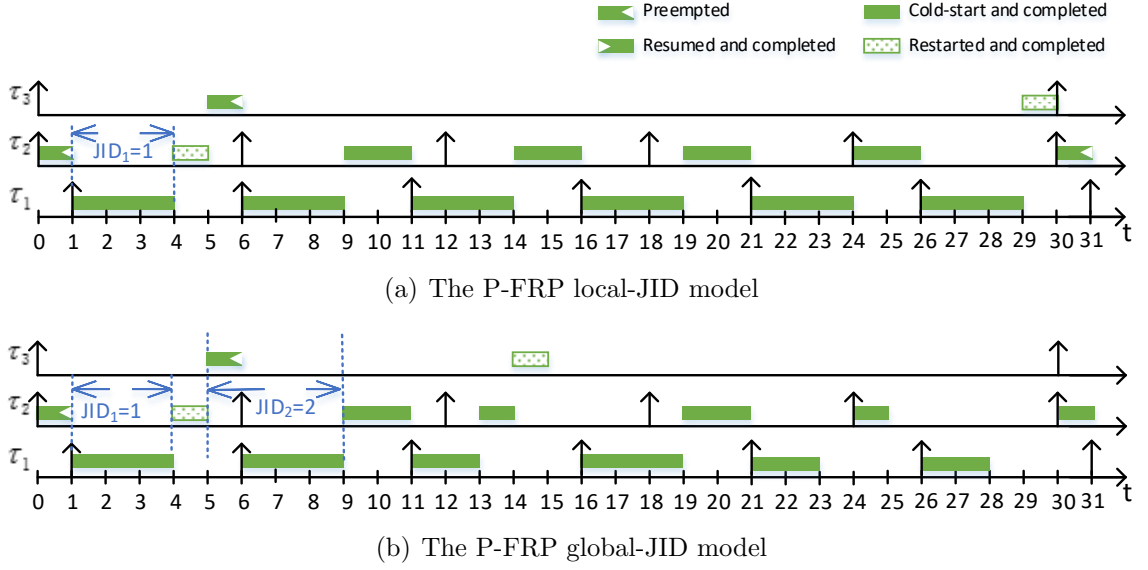 Preempted Cold-start and completed
Resumed and completed Restarted and completed
τ3
τ2
JID1=1
τ1
0 1 2 3 4 5 6 7 8 9 10 11 12 13 14 15 16 17 18 19 20 21 22 23 24 25 26 27 28 29 30 31 t
(a) The P-FRP local-JID model
τ3
τ2
JID1=1 JID2=2
τ1
0 1 2 3 4 5 6 7 8 9 10 11 12 13 14 15 16 17 18 19 20 21 22 23 24 25 26 27 28 29 30 31 t
(b) The P-FRP global-JID model